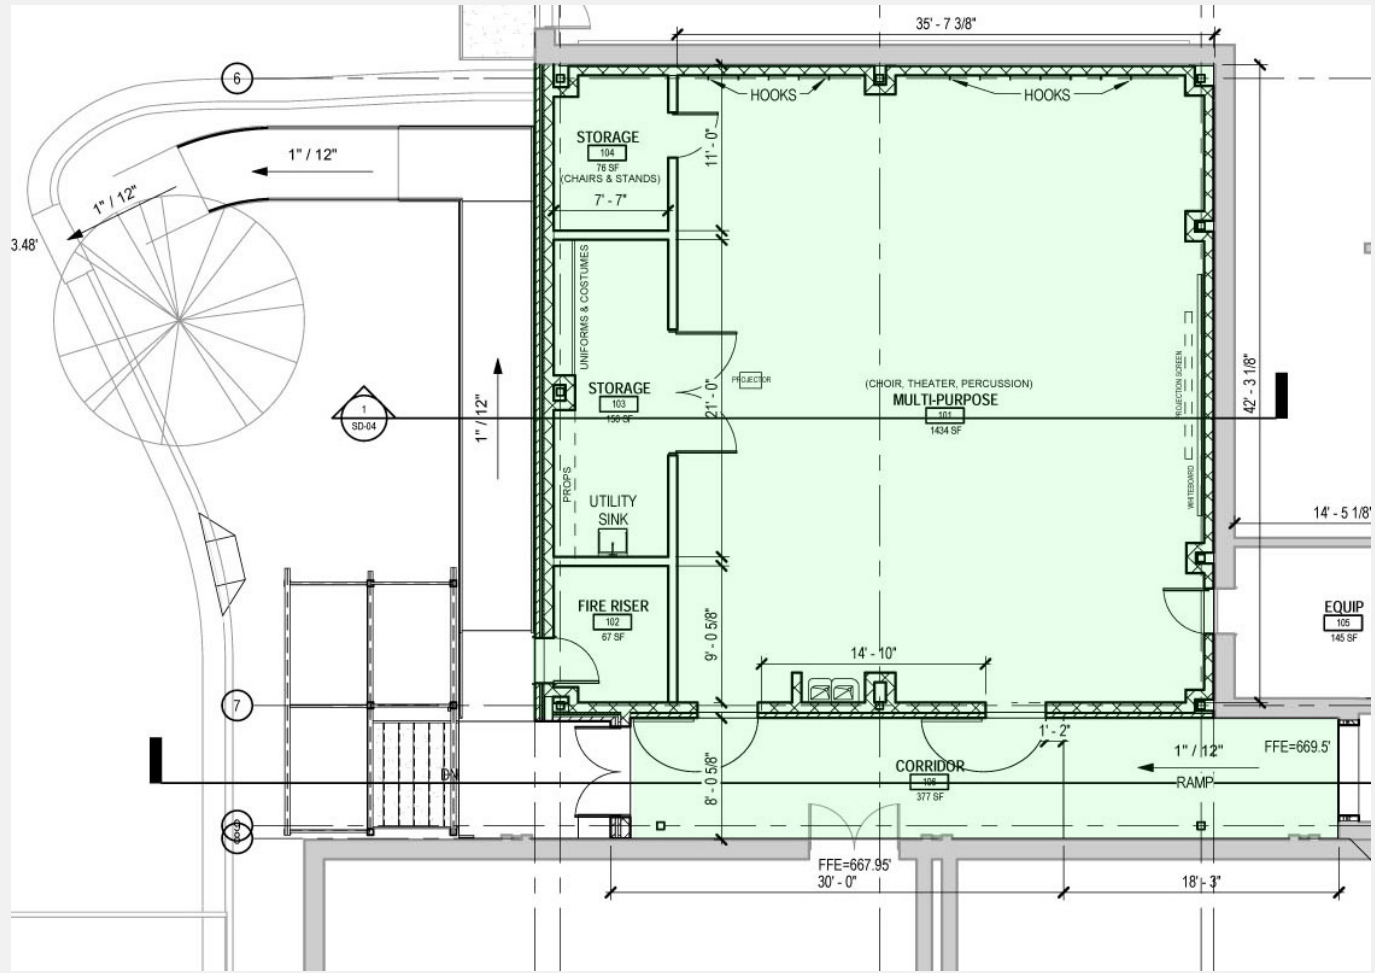 35' - 7 3/8"
6
HOOKS
HOOKS
STORAGE
104
76 SF
(CHAIRS & STANDS)
7' - 7"
11' - 0"
1" / 12"
1" / 12"
3.48'
UNIFORMS & COSTUMES
STORAGE
103
150 SF
PROJECTOR
21' - 0"
(CHOIR, THEATER, PERCUSSION)
MULTI-PURPOSE
101
1434 SF
PROJECTION SCREEN
WHITEBOARD
42' - 3 1/8"
1
SD-04
1" / 12"
PROPS
UTILITY
SINK
14' - 5 1/8"
FIRE RISER
102
67 SF
9' - 0 5/8"
EQUIP
105
145 SF
14' - 10"
7
1' - 2"
8' - 0 5/8"
DN
CORRIDOR
106
377 SF
1" / 12"
RAMP
FFE=669.5'
FFE=667.95'
30' - 0"
18' - 3"